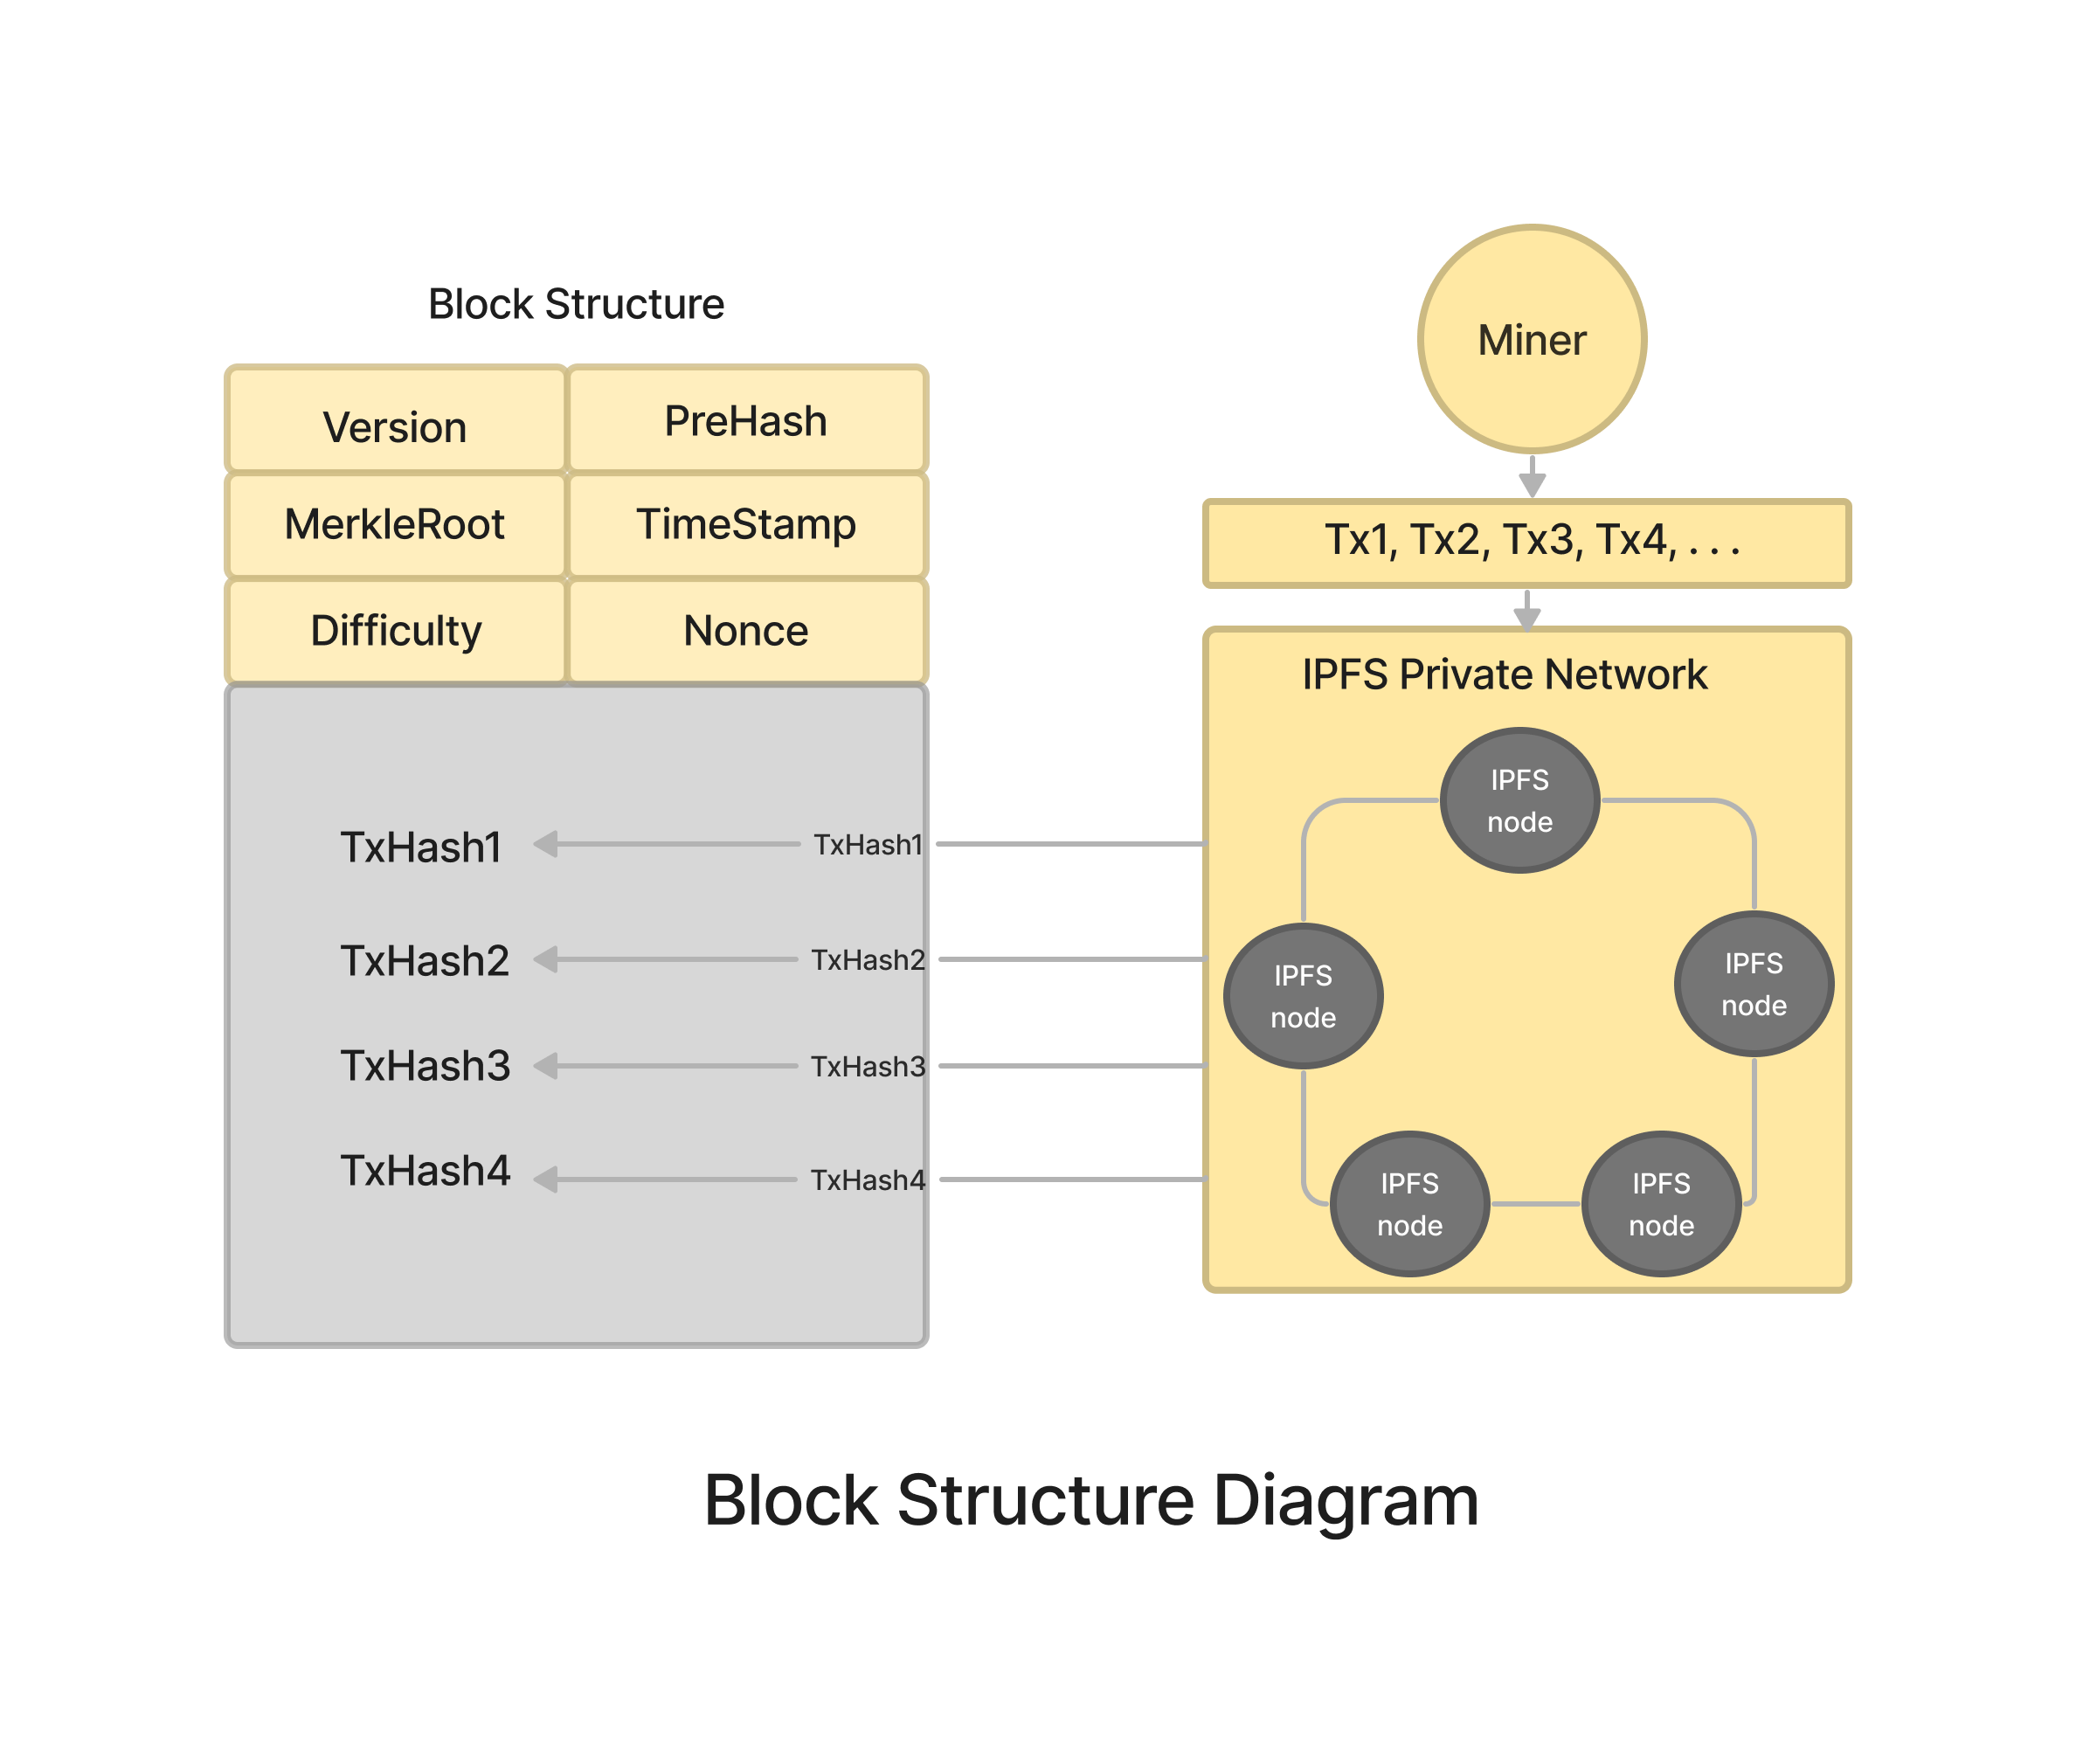 Block Structure
Version
PreHash
MerkleRoot
TimeStamp
Difficulty
Nonce
TxHash1
TxHash1
TxHash2
TxHash2
TxHash3
TxHash3
TxHash4
TxHash4
Miner
Tx1, Tx2, Tx3, Tx4, . . .
IPFS Private Network
IPFS
node
IPFS
node
IPFS
node
IPFS
node
IPFS
node
Block Structure Diagram